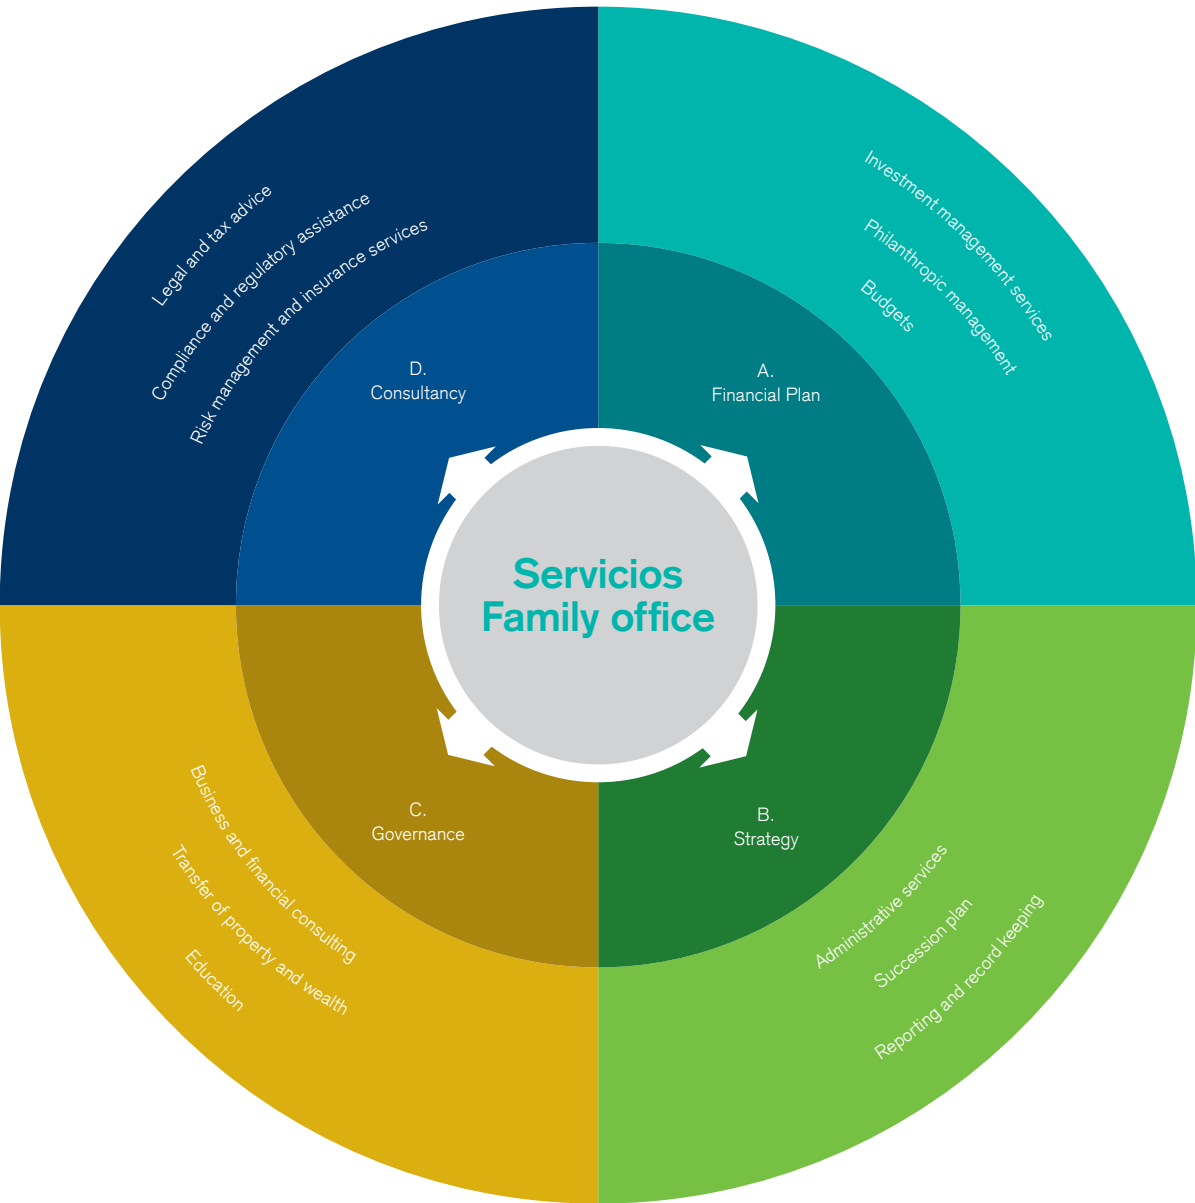 Servicios
Family office
A.
Financial Plan
Investment management services
Philanthropic management
Budgets
B.
Strategy
Administrative services
Succession plan
Reporting and record keeping
C.
Governance
Business and financial consulting
Transfer of property and wealth
Education
D.
Consultancy
Legal and tax advice
Compliance and regulatory assistance
Risk management and insurance services